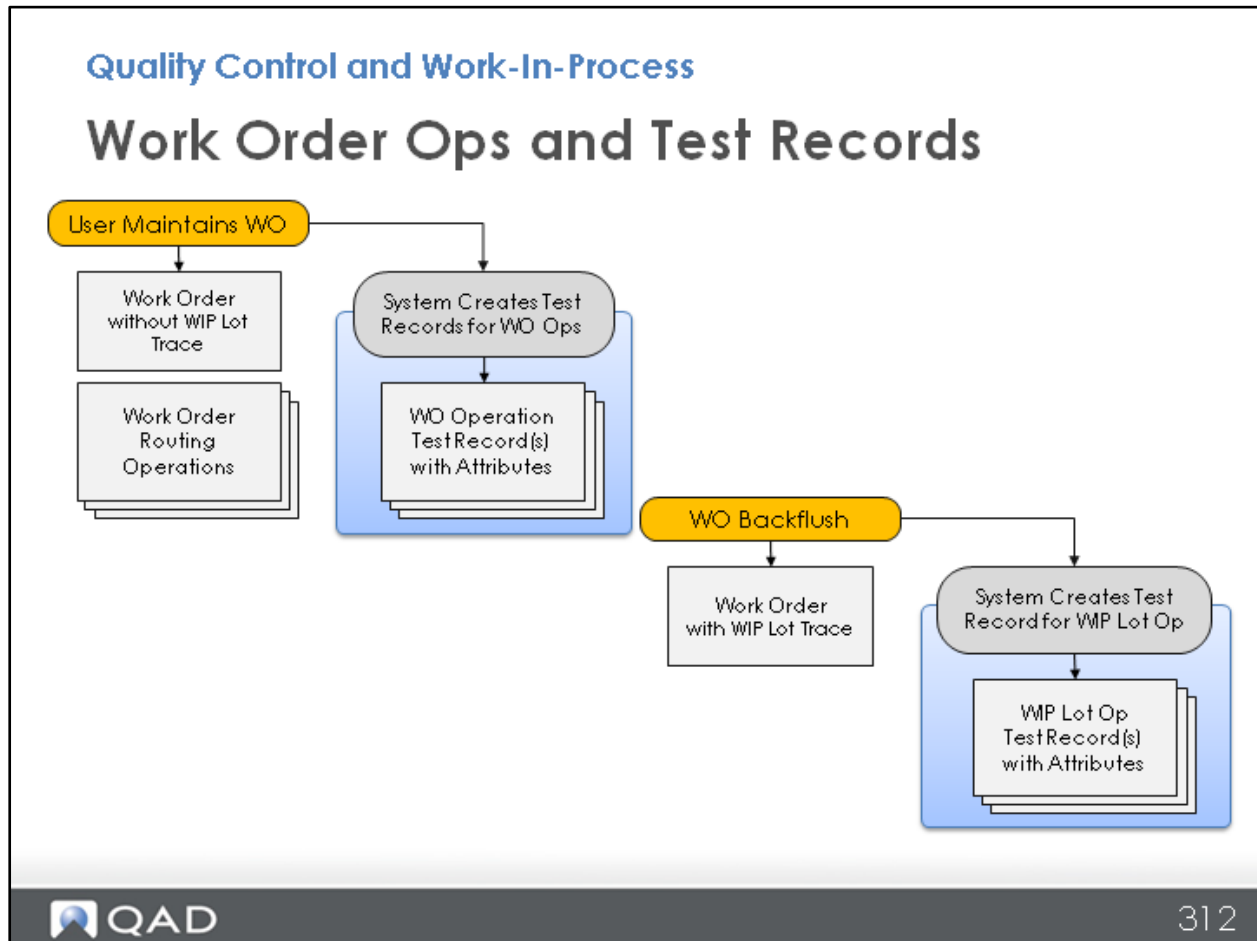 Quality Control and Work-In-Process
Work Order Ops and Test Records
User Maintains WO
Work Order
without WIP Lot
Trace
System Creates Test
Records for WO Ops
Work Order
Routing
Operations
WO Operation
Test Record(s)
with Attributes
WO Backflush
Work Order
with WIP Lot Trace
System Creates Test
Record for WIP Lot Op
WIP Lot Op
Test Record(s)
with Attributes
QAD
312